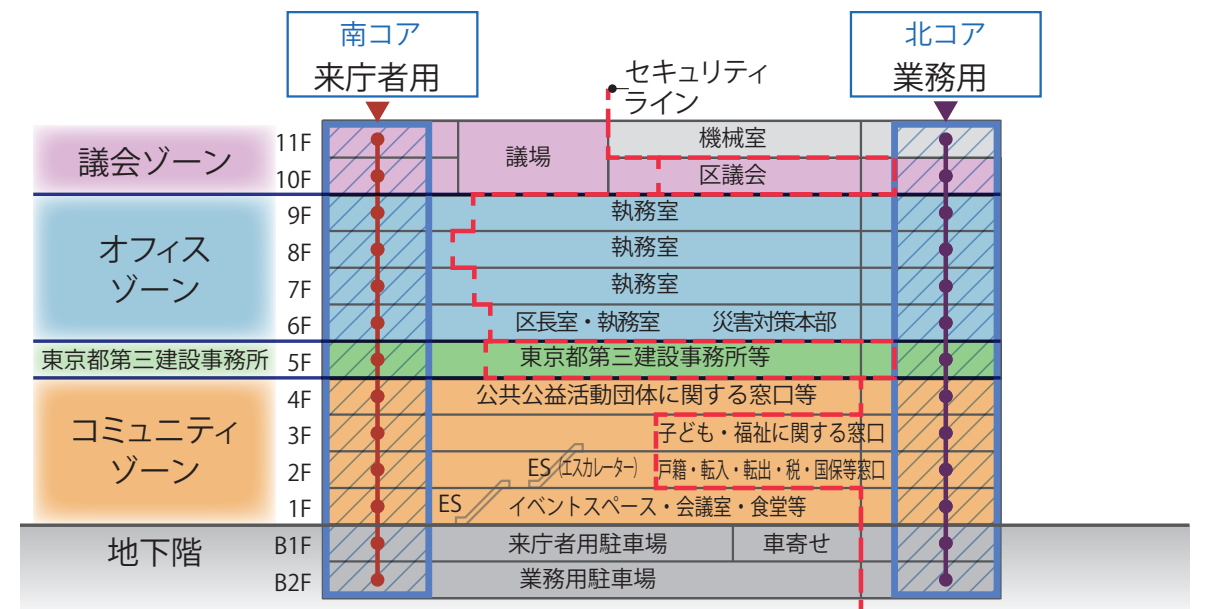 南コア
来庁者用
北コア
業務用
セキュリティ
ライン
議会ゾーン
11F
議場
機械室
10F
区議会
オフィス
ゾーン
9F
執務室
8F
執務室
7F
執務室
6F
区長室・執務室
災害対策本部
東京都第三建設事務所
5F
東京都第三建設事務所等
コミュニティ
ゾーン
4F
公共公益活動団体に関する窓口等
3F
子ども・福祉に関する窓口
2F
ES(エスカレーター)
戸籍・転入・転出・税・国保等窓口
1F
ES
イベントスペース・会議室・食堂等
地下階
B1F
来庁者用駐車場
車寄せ
B2F
業務用駐車場